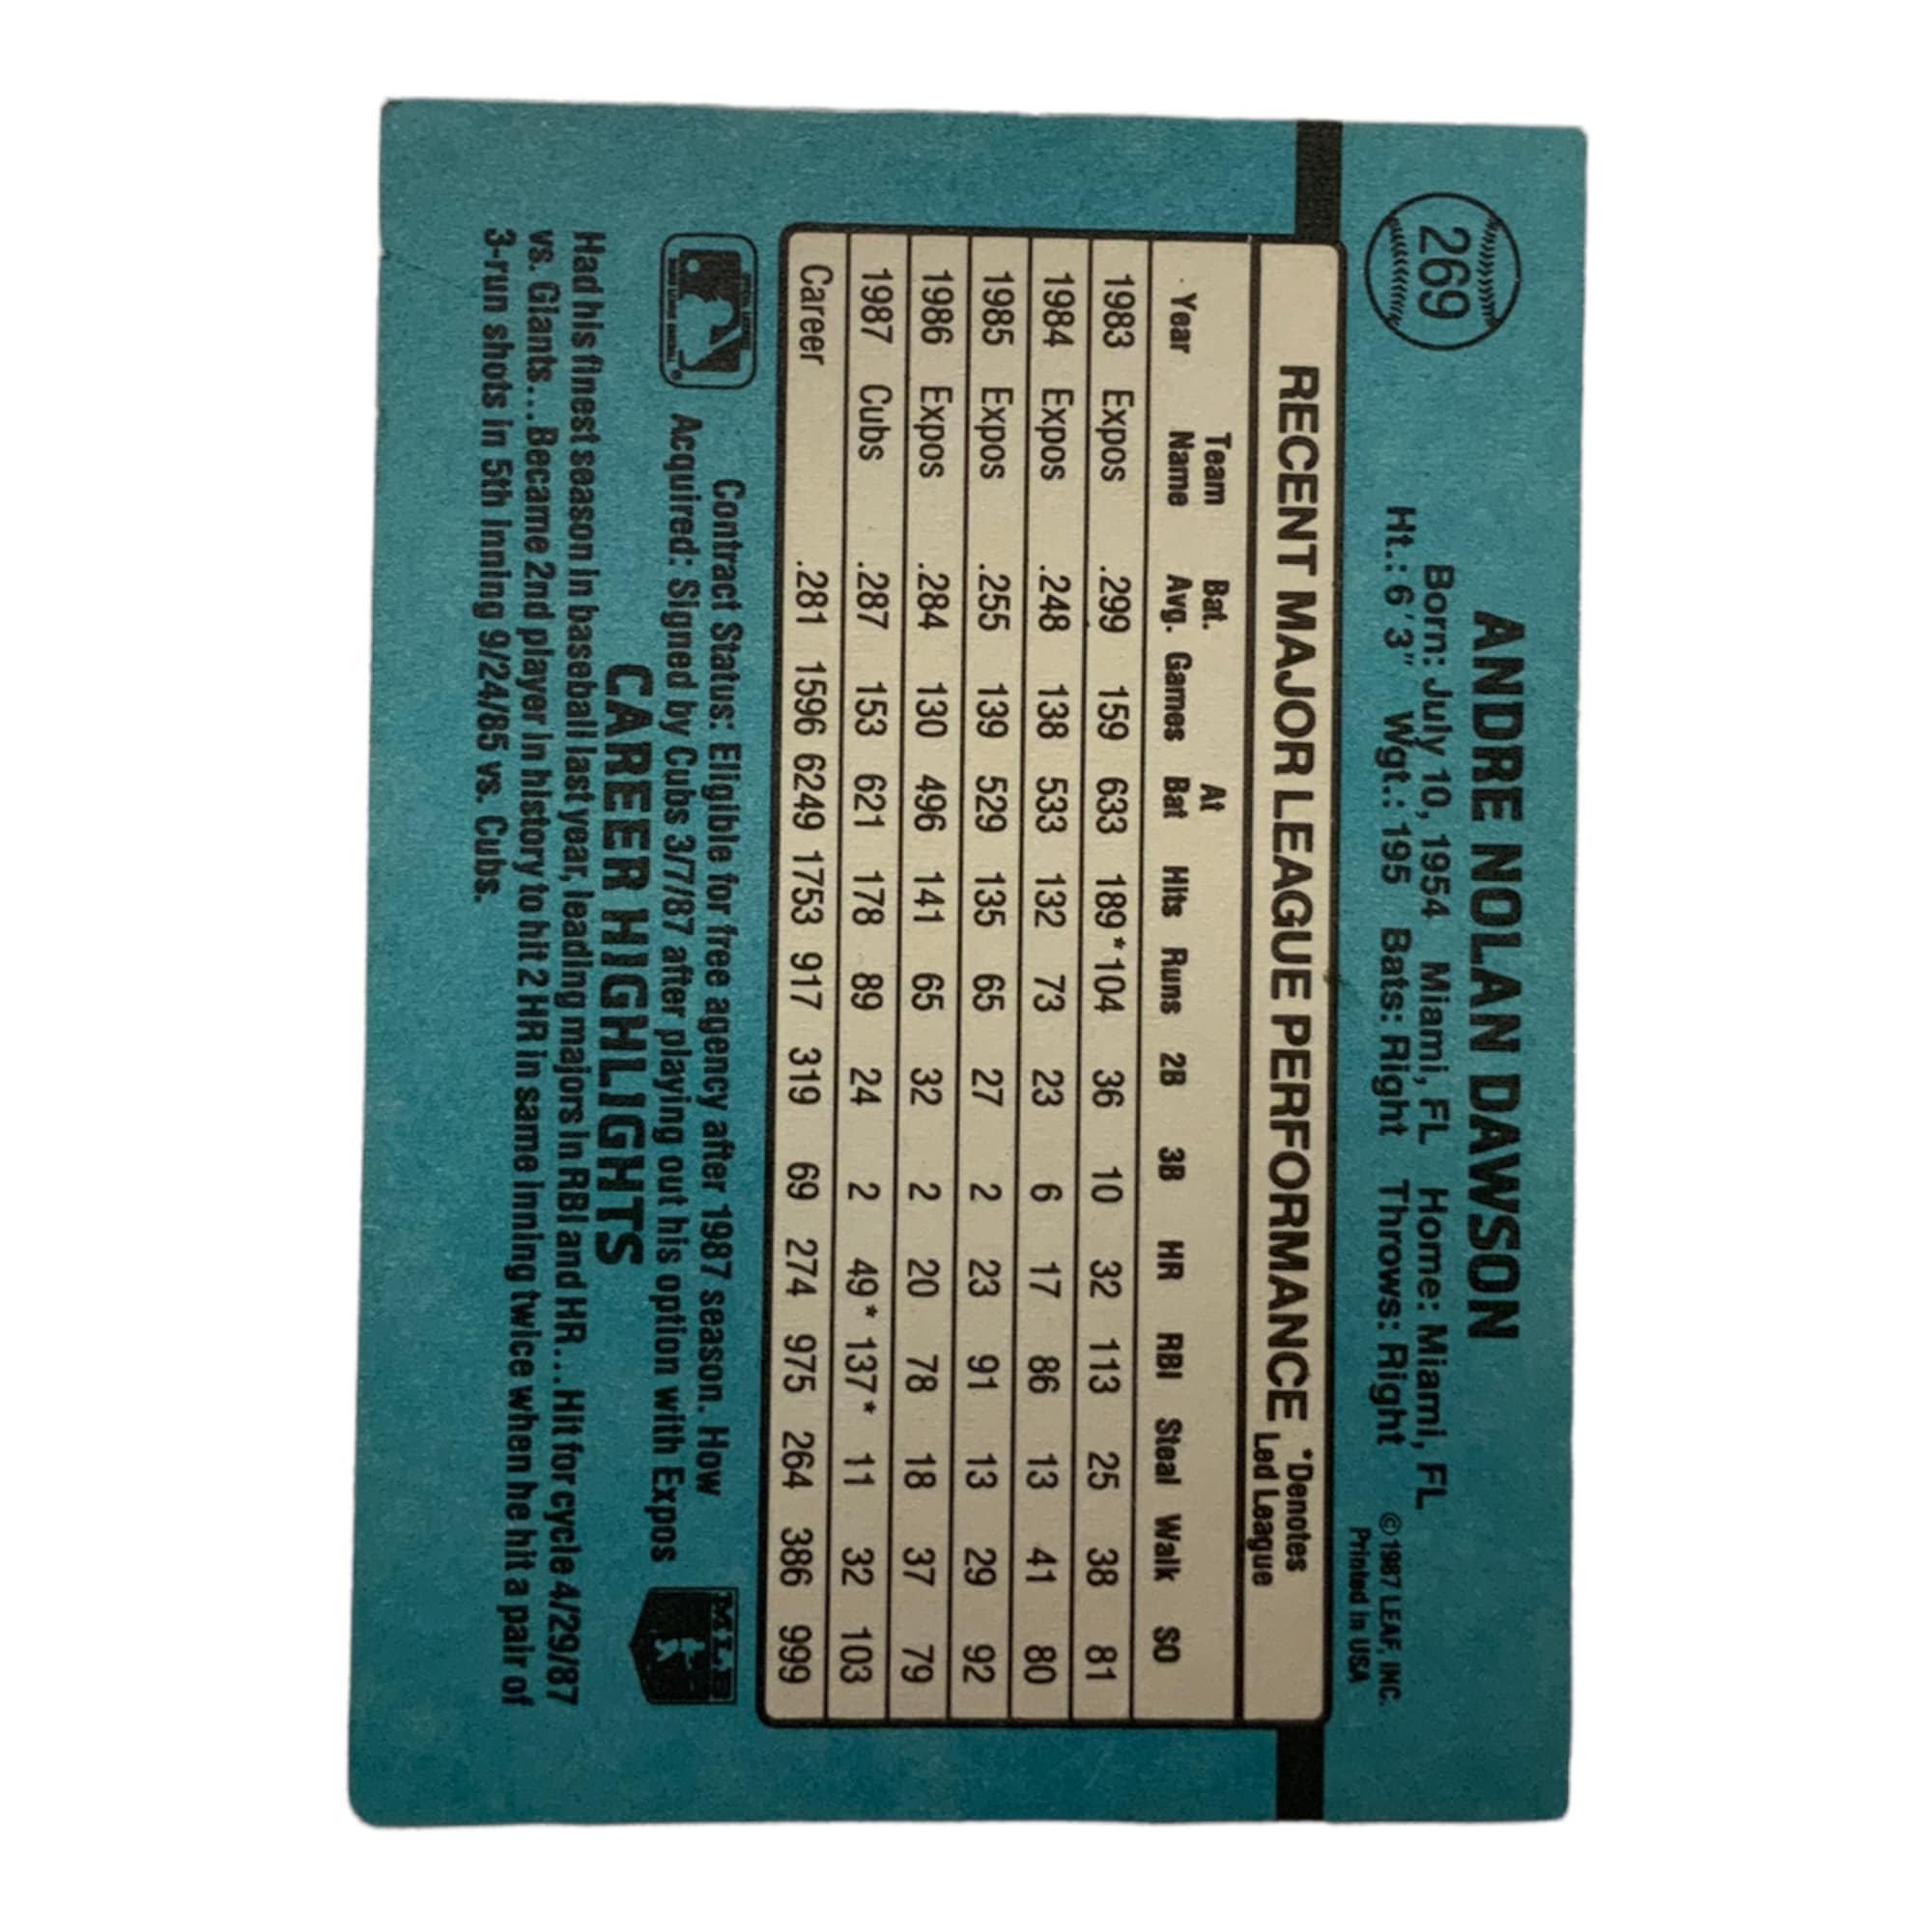 269
ANDRE NOLAN DAWSON
Born: July 10, 1954 Miami, FL Home: Miami, FL
Ht.: 6'3" Wgt.: 195 Bats: Right Throws: Right
© 1987 LEAF, INC.
Printed in USA
RECENT MAJOR LEAGUE PERFORMANCE *Denotes Led League
Year Team Name Bat. Avg. Games At Bat Hits Runs 2B 3B HR RBI Steal Walk SO
1983 Expos .299 159 633 189* 104 36 10 32 113 25 38 81
1984 Expos .248 138 533 132 73 23 6 17 86 13 41 80
1985 Expos .255 139 529 135 65 27 2 23 91 13 29 92
1986 Expos .284 130 496 141 65 32 2 20 78 18 37 79
1987 Cubs .287 153 621 178 89 24 2 49* 137* 11 32 103
Career .281 1596 6249 1753 917 319 69 274 975 264 386 999
Contract Status: Eligible for free agency after 1987 season. How
Acquired: Signed by Cubs 3/7/87 after playing out his option with Expos
MLB
CAREER HIGHLIGHTS
Had his finest season in baseball last year, leading majors in RBI and HR...Hit for cycle 4/29/87
vs. Giants...Became 2nd player in history to hit 2 HR in same inning twice when he hit a pair of
3-run shots in 5th inning 9/24/85 vs. Cubs.